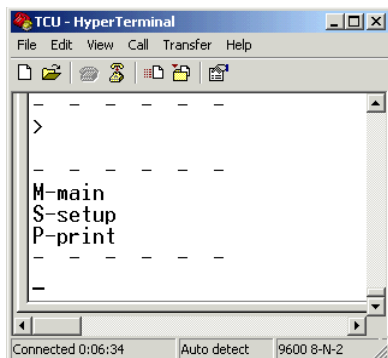 TCU - HyperTerminal
File Edit View Call Transfer Help
- - - - - -
>
- - - - - -
M-main
S-setup
P-print
- - - - - -
_
Connected 0:06:34 Auto detect 9600 8-N-2